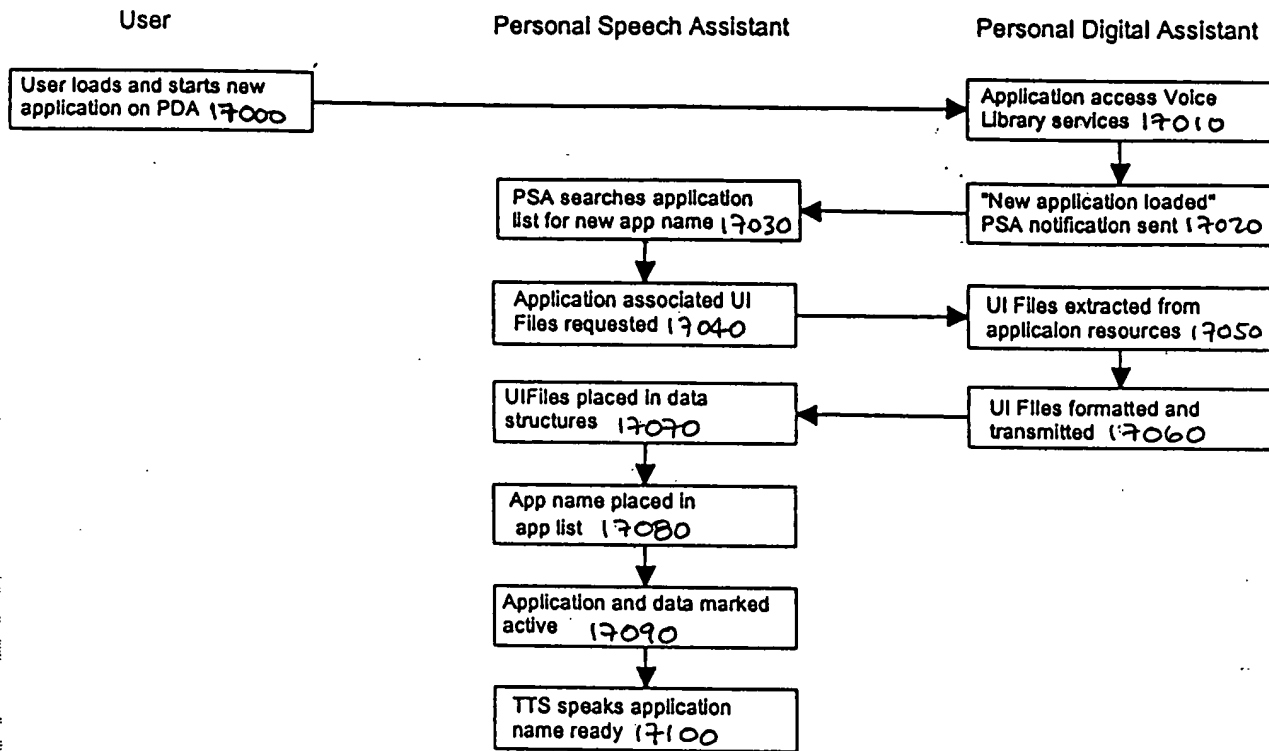 User
Personal Speech Assistant
Personal Digital Assistant
User loads and starts new
application on PDA 17000
Application access Voice
Library services 17010
PSA searches application
list for new app name 17030
"New application loaded"
PSA notification sent 17020
Application associated UI
Files requested 17040
UI Files extracted from
applicaion resources 17050
UIFiles placed in data
structures 17070
UI Files formatted and
transmitted 17060
App name placed in
app list 17080
Application and data marked
active 17090
TTS speaks application
name ready 17100